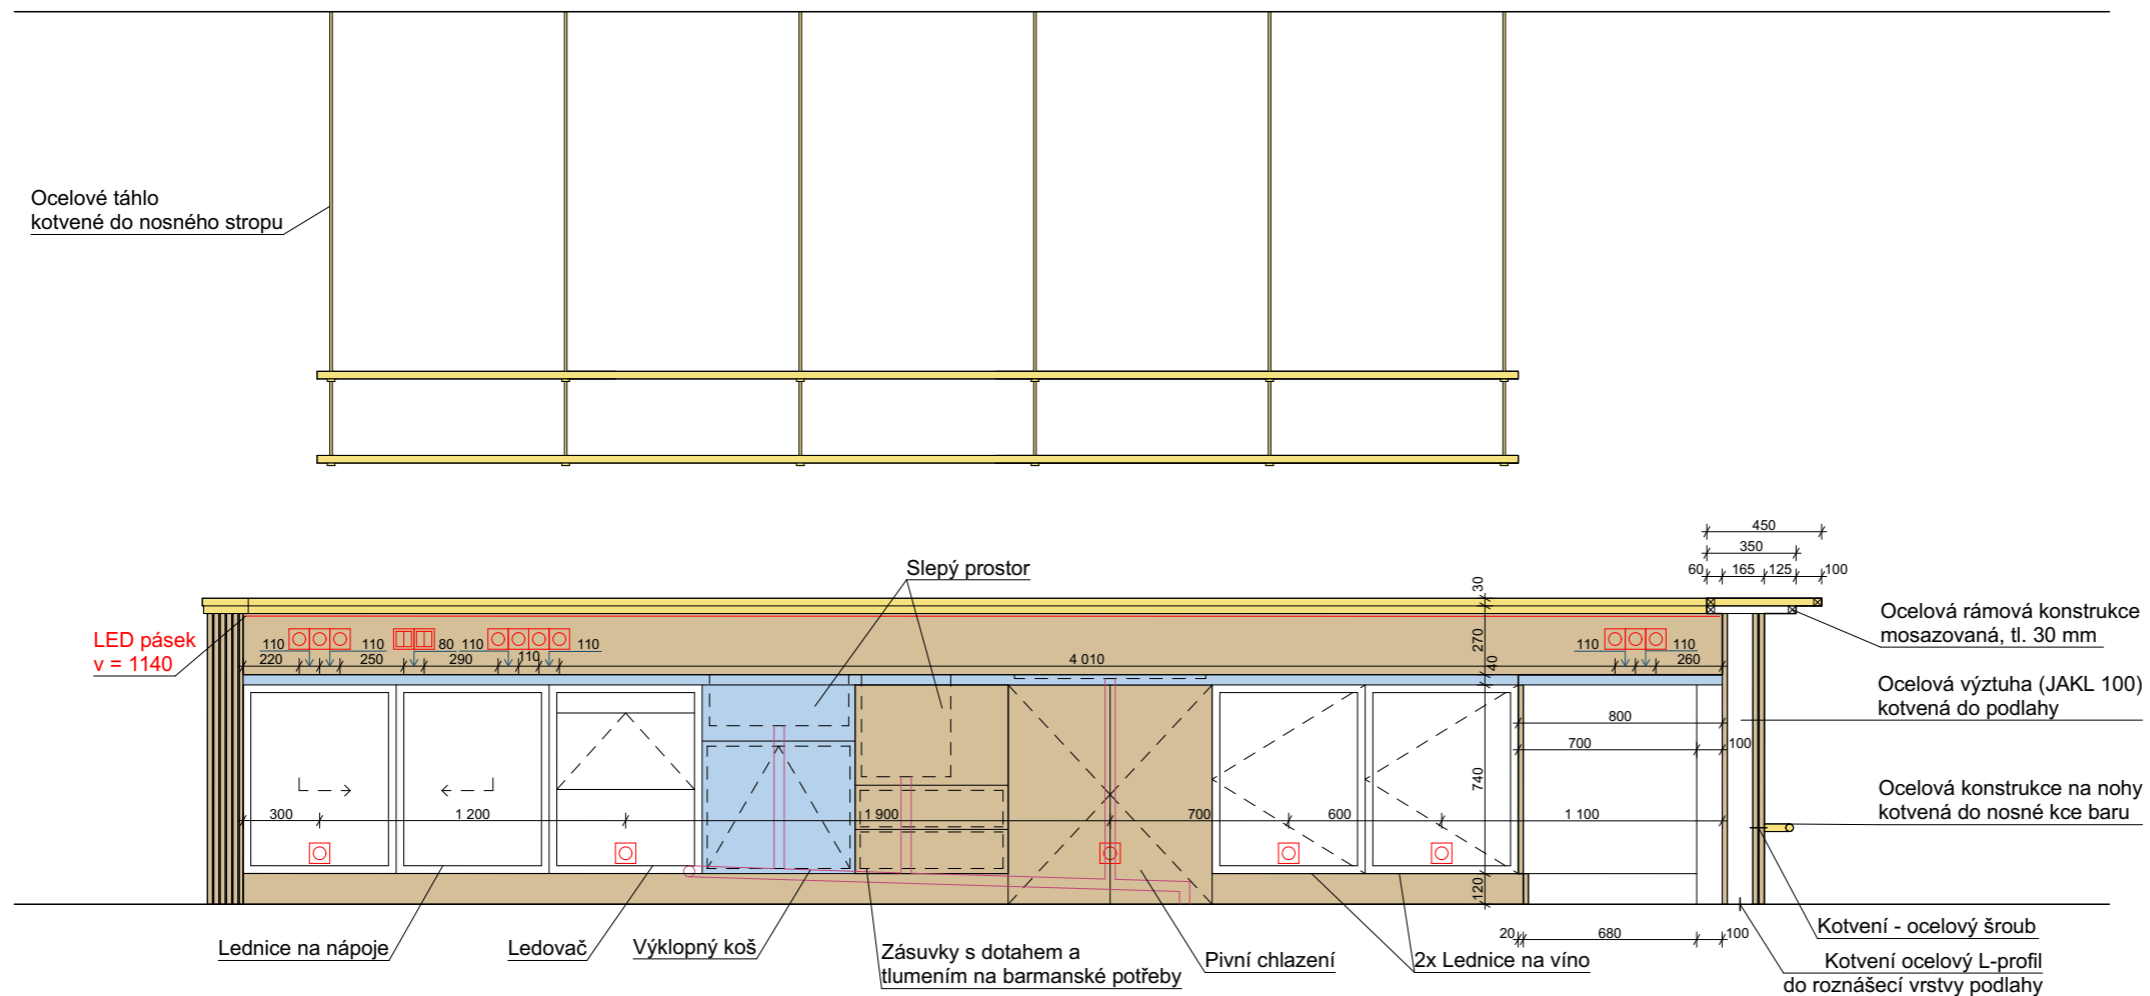 Ocelové táhlo
kotvené do nosného stropu
450
350
60 165 125 100
30
Slepý prostor
Ocelová rámová konstrukce
mosazovaná, tl. 30 mm
LED pásek
v = 1140
110 110 80 110 110 110 110
220 250 290 110 4 010 260
270
40
Ocelová výztuha (JAKL 100)
kotvená do podlahy
800
700 100
740
Ocelová konstrukce na nohy
kotvená do nosné kce baru
300 1 200 1 900 700 600 1 100
120
Kotvení - ocelový šroub
20 680 100
Lednice na nápoje
Ledovač
Výklopný koš
Zásuvky s dotahem a
tlumením na barmanské potřeby
Pivní chlazení
2x Lednice na víno
Kotvení ocelový L-profil
do roznášecí vrstvy podlahy